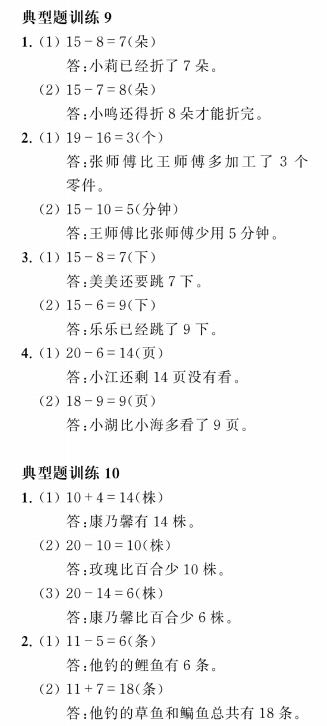 典型题训练 9
1. (1) 15-8=7(朵)
答:小莉已经折了 7 朵。
(2) 15-7=8(朵)
答:小鸣还得折 8 朵才能折完。
2. (1) 19-16=3(个)
答:张师傅比王师傅多加工了 3 个
零件。
(2) 15-10=5(分钟)
答:王师傅比张师傅少用 5 分钟。
3. (1) 15-8=7(下)
答:美美还要跳 7 下。
(2) 15-6=9(下)
答:乐乐已经跳了 9 下。
4. (1) 20-6=14(页)
答:小江还剩 14 页没有看。
(2) 18-9=9(页)
答:小湖比小海多看了 9 页。
典型题训练 10
1. (1) 10+4=14(株)
答:康乃馨有 14 株。
(2) 20-10=10(株)
答:玫瑰比百合少 10 株。
(3) 20-14=6(株)
答:康乃馨比百合少 6 株。
2. (1) 11-5=6(条)
答:他钓的鲤鱼有 6 条。
(2) 11+7=18(条)
答:他钓的草鱼和鳊鱼总共有 18 条。